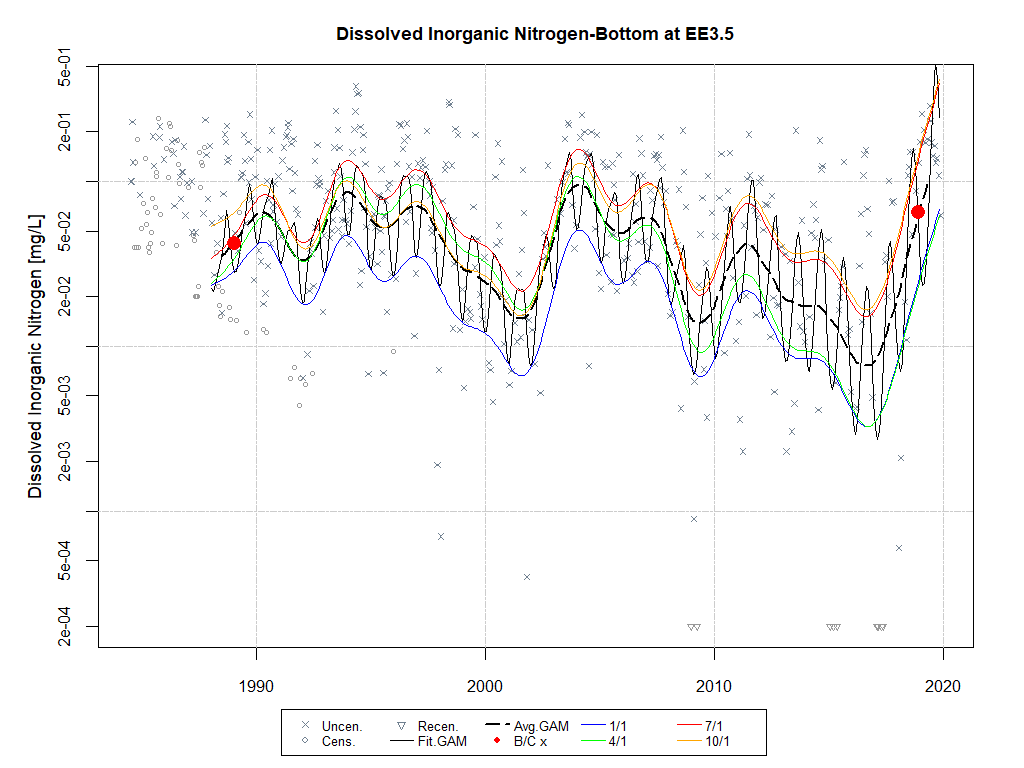 Dissolved Inorganic Nitrogen-Bottom at EE3.5
Dissolved Inorganic Nitrogen [mg/L]
5e-01
2e-01
5e-02
2e-02
5e-03
2e-03
5e-04
2e-04
1990 2000 2010 2020
Uncen. Recen. Avg.GAM 1/1 7/1
Cens. Fit.GAM B/C x 4/1 10/1